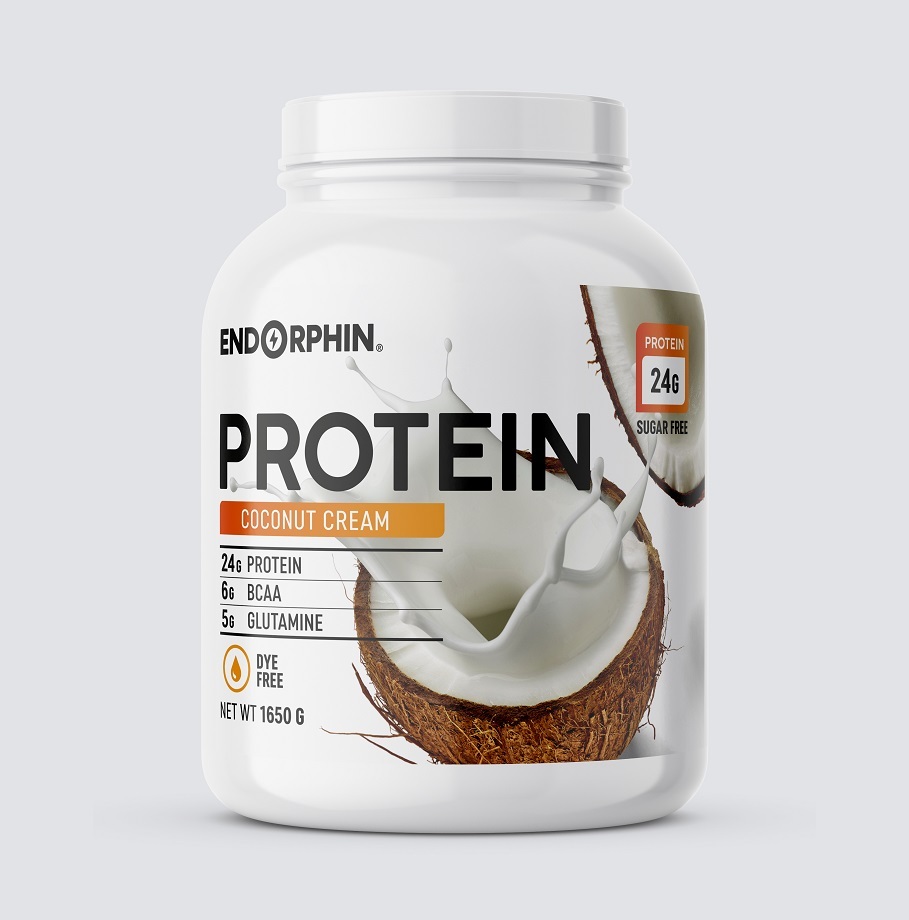 ENDORPHIN®
PROTEIN
COCONUT CREAM
24G PROTEIN
6G BCAA
5G GLUTAMINE
DYE
FREE
NET WT 1650 G
PROTEIN
24G
SUGAR FREE